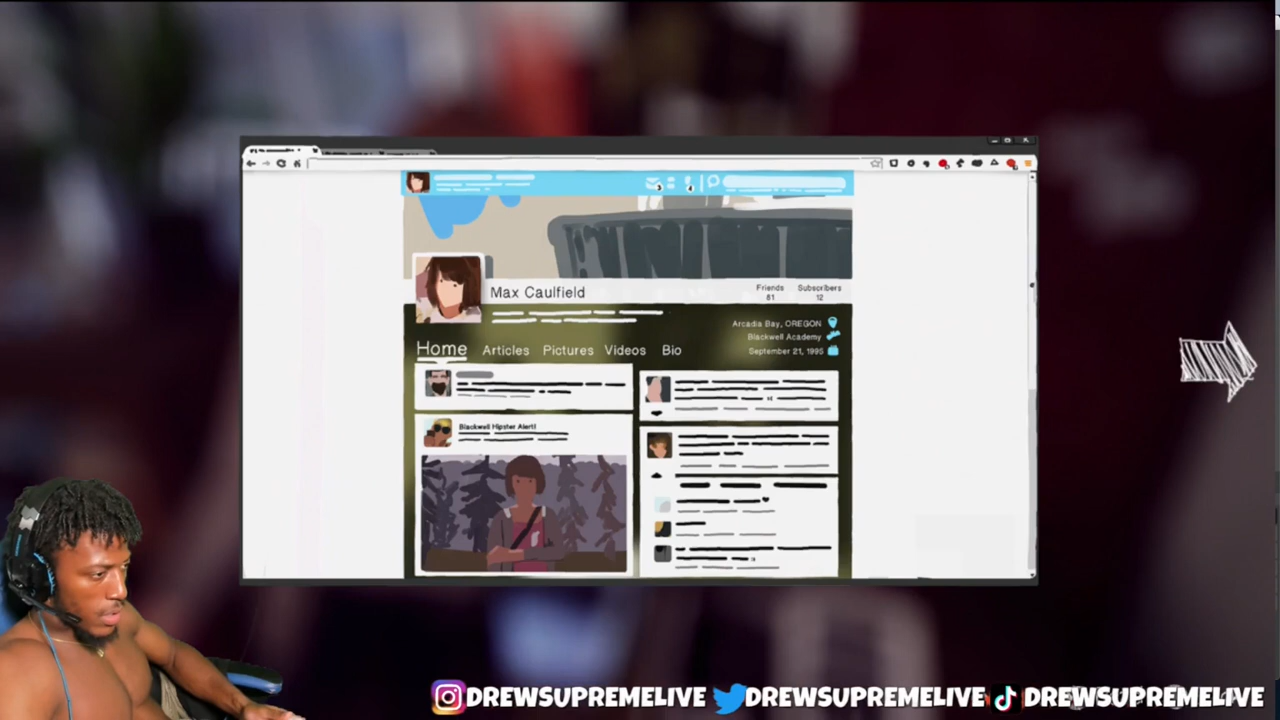 Max Caulfield
Friends
81
Subscribers
12
Arcadia Bay, OREGON
Blackwell Academy
September 21, 1995
Home Articles Pictures Videos Bio
Blackwell Hipster Alert!
DREWSUPREMELIVE DREWSUPREMELIVE DREWSUPREMELIVE